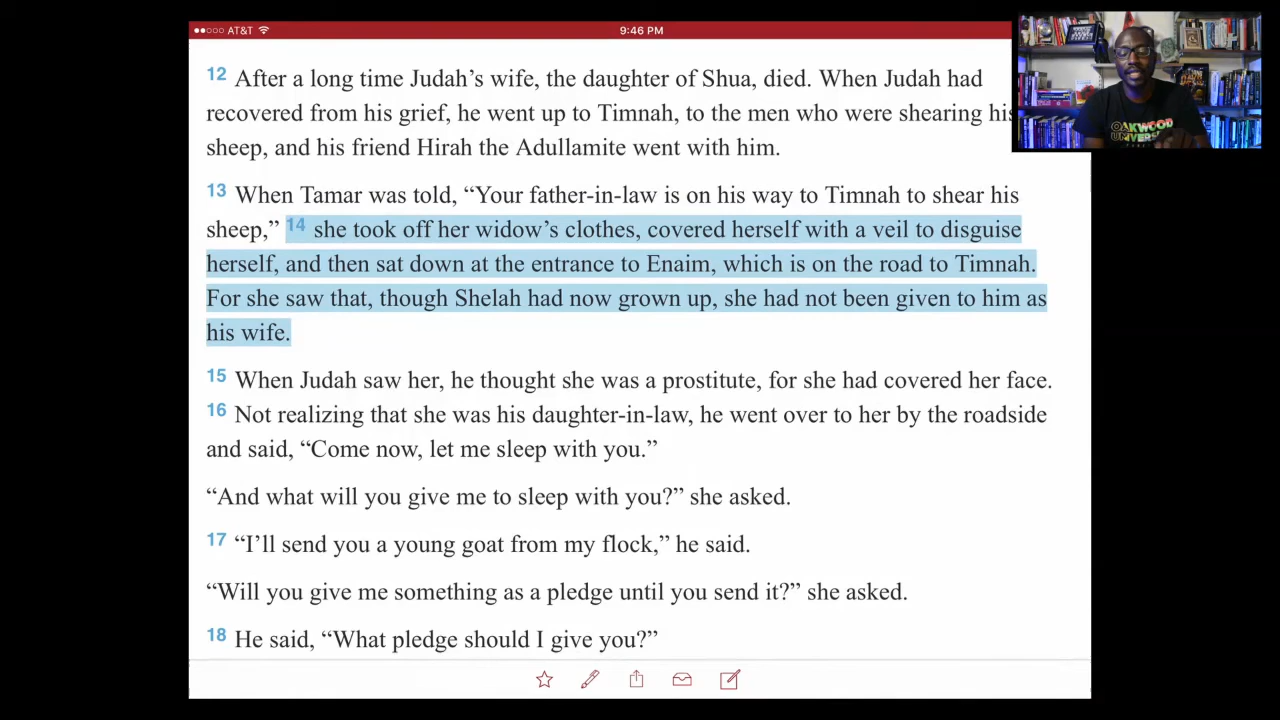 AT&T 9:46 PM
12 After a long time Judah’s wife, the daughter of Shua, died. When Judah had
recovered from his grief, he went up to Timnah, to the men who were shearing his
sheep, and his friend Hirah the Adullamite went with him.
13 When Tamar was told, “Your father-in-law is on his way to Timnah to shear his
sheep,” 14 she took off her widow’s clothes, covered herself with a veil to disguise
herself, and then sat down at the entrance to Enaim, which is on the road to Timnah.
For she saw that, though Shelah had now grown up, she had not been given to him as
his wife.
15 When Judah saw her, he thought she was a prostitute, for she had covered her face.
16 Not realizing that she was his daughter-in-law, he went over to her by the roadside
and said, “Come now, let me sleep with you.”
“And what will you give me to sleep with you?” she asked.
17 “I’ll send you a young goat from my flock,” he said.
“Will you give me something as a pledge until you send it?” she asked.
18 He said, “What pledge should I give you?”
OAKWOOD